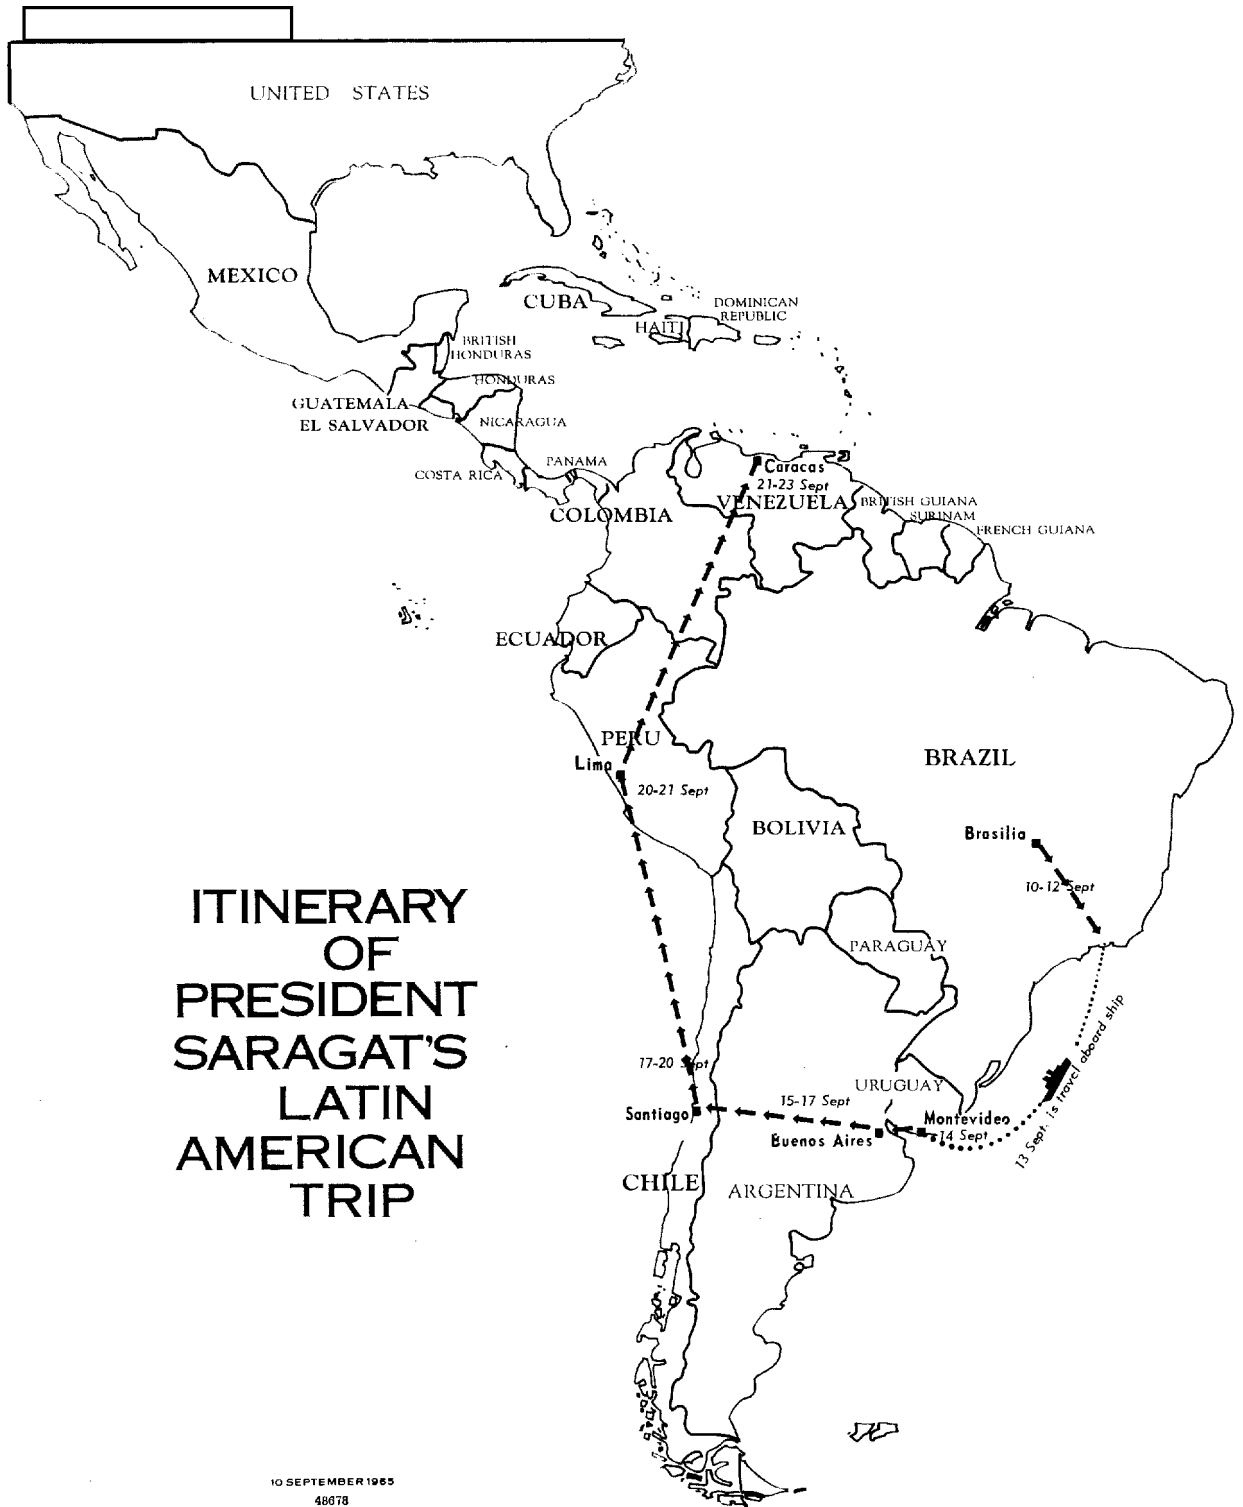 UNITED STATES
MEXICO
CUBA
DOMINICAN
REPUBLIC
HAITI
BRITISH
HONDURAS
HONDURAS
GUATEMALA
EL SALVADOR
NICARAGUA
COSTA RICA
PANAMA
Caracas
21-23 Sept
VENEZUELA
BRITISH GUIANA
SURINAM
FRENCH GUIANA
COLOMBIA
ECUADOR
PERU
Lima
20-21 Sept
BRAZIL
BOLIVIA
Brasilia
10-12 Sept
PARAGUAY
ITINERARY
OF
PRESIDENT
SARAGAT'S
LATIN
AMERICAN
TRIP
17-20 Sept
Santiago
15-17 Sept
Buenos Aires
URUGUAY
Montevideo
14 Sept
13 Sept. is travel aboard ship
CHILE
ARGENTINA
10 SEPTEMBER 1965
48678